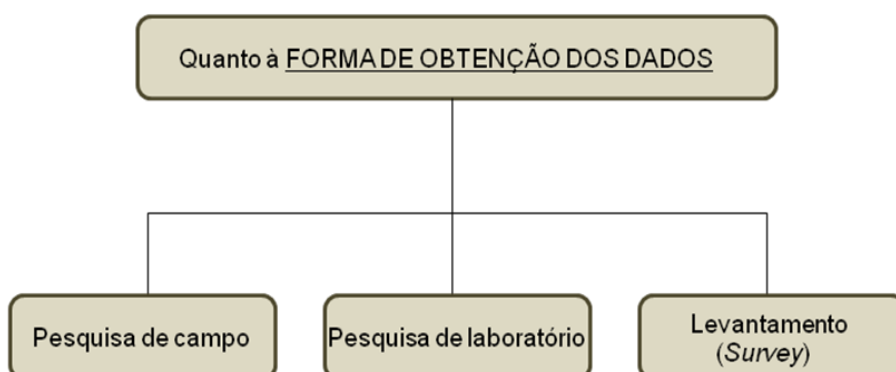 Quanto à FORMA DE OBTENÇÃO DOS DADOS
Pesquisa de campo
Pesquisa de laboratório
Levantamento
(Survey)